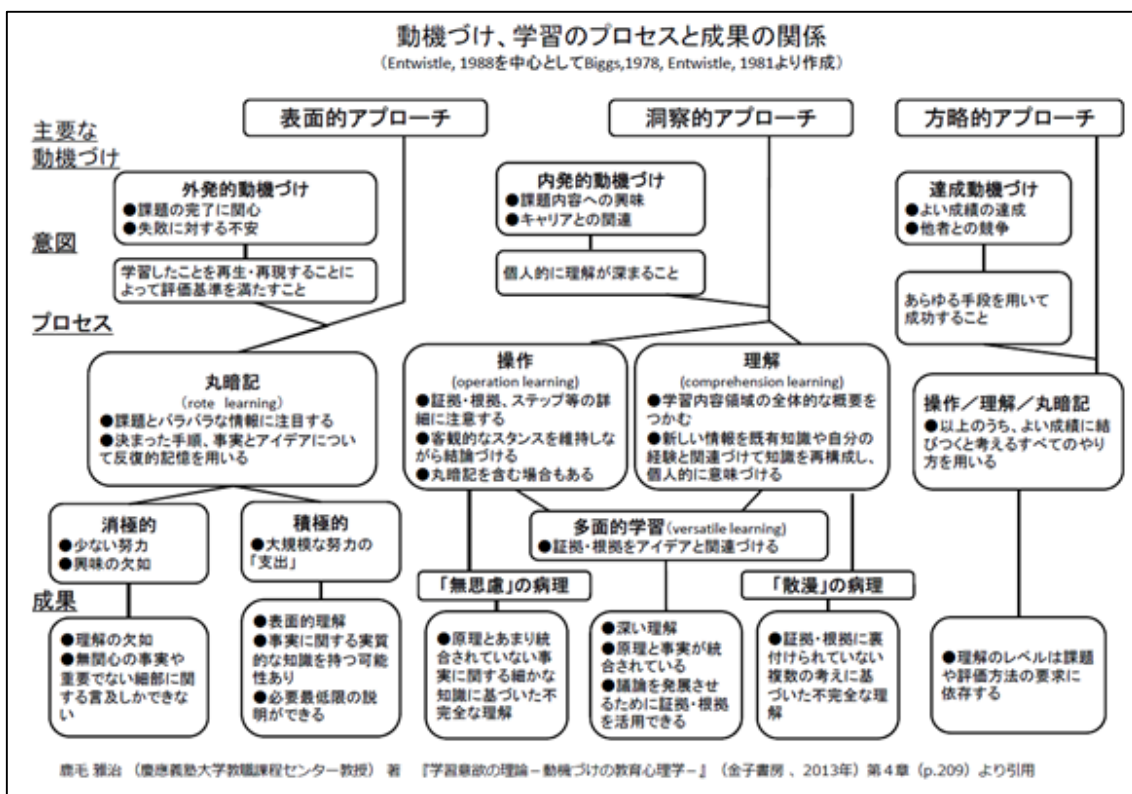 動機づけ、学習のプロセスと成果の関係
（Entwistle, 1988を中心としてBiggs,1978, Entwistle, 1981より作成）
表面的アプローチ
洞察的アプローチ
方略的アプローチ
主要な
動機づけ
外発的動機づけ
●課題の完了に関心
●失敗に対する不安
内発的動機づけ
●課題内容への興味
●キャリアとの関連
達成動機づけ
●よい成績の達成
●他者との競争
意図
学習したことを再生・再現することに
よって評価基準を満たすこと
個人的に理解が深まること
あらゆる手段を用いて
成功すること
プロセス
丸暗記
(rote learning)
●課題とバラバラな情報に注目する
●決まった手順、事実とアイデアについ
て反復的記憶を用いる
操作
(operation learning)
●証拠・根拠、ステップ等の詳
細に注意する
●客観的なスタンスを維持しな
がら結論づける
●丸暗記を含む場合もある
理解
(comprehension learning)
●学習内容領域の全体的な概要を
つかむ
●新しい情報を既有知識や自分の
経験と関連づけて知識を再構成し、
個人的に意味づける
操作／理解／丸暗記
●以上のうち、よい成績に結
びつくと考えるすべてのやり
方を用いる
消極的
●少ない努力
●興味の欠如
積極的
●大規模な努力の
「支出」
多面的学習(versatile learning)
●証拠・根拠をアイデアと関連づける
「無思慮」の病理
「散漫」の病理
成果
●理解の欠如
●無関心の事実や
重要でない細部に関
する言及しかできな
い
●表面的理解
●事実に関する実質
的な知識を持つ可能
性あり
●必要最低限の説
明ができる
●原理とあまり統
合されていない事
実に関する細かな
知識に基づいた不
完全な理解
●深い理解
●原理と事実が統
合されている
●議論を発展させ
るために証拠・根拠
を活用できる
●証拠・根拠に裏
付けられていない
複数の考えに基
づいた不完全な理
解
●理解のレベルは課題
や評価方法の要求に
依存する
鹿毛 雅治 （慶應義塾大学教職課程センター教授） 著 『学習意欲の理論－動機づけの教育心理学－』 （金子書房 、2013年） 第４章（p.209）より引用